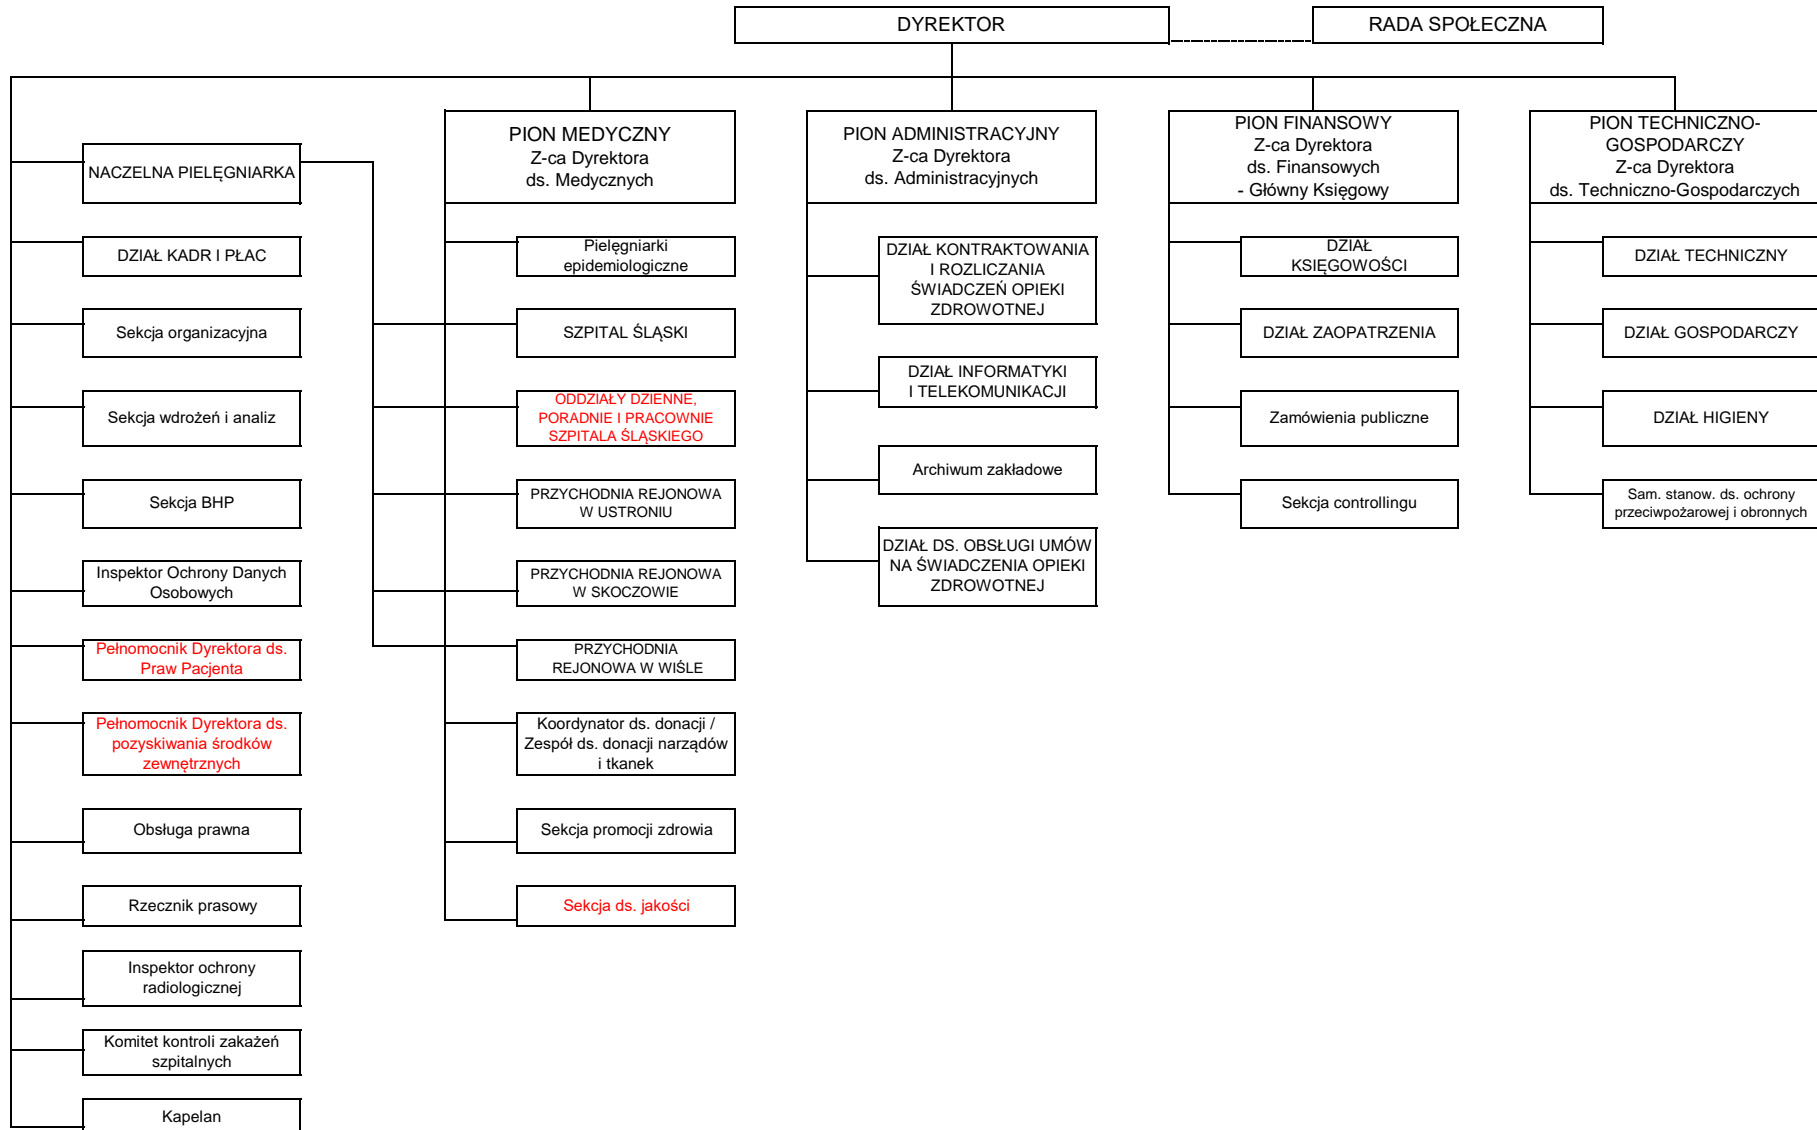 DYREKTOR
RADA SPOŁECZNA
NACZELNA PIELĘGNIARKA
DZIAŁ KADR I PŁAC
Sekcja organizacyjna
Sekcja wdrożeń i analiz
Sekcja BHP
Inspektor Ochrony Danych
Osobowych
Pełnomocnik Dyrektora ds.
Praw Pacjenta
Pełnomocnik Dyrektora ds.
pozyskiwania środków
zewnętrznych
Obsługa prawna
Rzecznik prasowy
Inspektor ochrony
radiologicznej
Komitet kontroli zakażeń
szpitalnych
Kapelan
PION MEDYCZNY
Z-ca Dyrektora
ds. Medycznych
Pielęgniarki
epidemiologiczne
SZPITAL ŚLĄSKI
ODDZIAŁY DZIENNE,
PORADNIE I PRACOWNIE
SZPITALA ŚLĄSKIEGO
PRZYCHODNIA REJONOWA
W USTRONIU
PRZYCHODNIA REJONOWA
W SKOCZOWIE
PRZYCHODNIA
REJONOWA W WIŚLE
Koordynator ds. donacji /
Zespół ds. donacji narządów
i tkanek
Sekcja promocji zdrowia
Sekcja ds. jakości
PION ADMINISTRACYJNY
Z-ca Dyrektora
ds. Administracyjnych
DZIAŁ KONTRAKTOWANIA
I ROZLICZANIA
ŚWIADCZEŃ OPIEKI
ZDROWOTNEJ
DZIAŁ INFORMATYKI
I TELEKOMUNIKACJI
Archiwum zakładowe
DZIAŁ DS. OBSŁUGI UMÓW
NA ŚWIADCZENIA OPIEKI
ZDROWOTNEJ
PION FINANSOWY
Z-ca Dyrektora
ds. Finansowych
- Główny Księgowy
DZIAŁ
KSIĘGOWOŚCI
DZIAŁ ZAOPATRZENIA
Zamówienia publiczne
Sekcja controllingu
PION TECHNICZNO-
GOSPODARCZY
Z-ca Dyrektora
ds. Techniczno-Gospodarczych
DZIAŁ TECHNICZNY
DZIAŁ GOSPODARCZY
DZIAŁ HIGIENY
Sam. stanow. ds. ochrony
przeciwpożarowej i obronnych